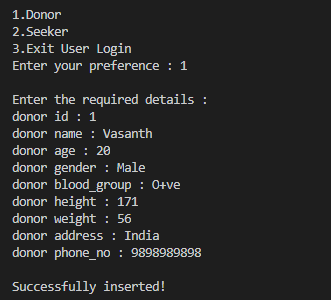 1.Donor
2.Seeker
3.Exit User Login
Enter your preference : 1
Enter the required details :
donor id : 1
donor name : Vasanth
donor age : 20
donor gender : Male
donor blood_group : O+ve
donor height : 171
donor weight : 56
donor address : India
donor phone_no : 9898989898
Successfully inserted!